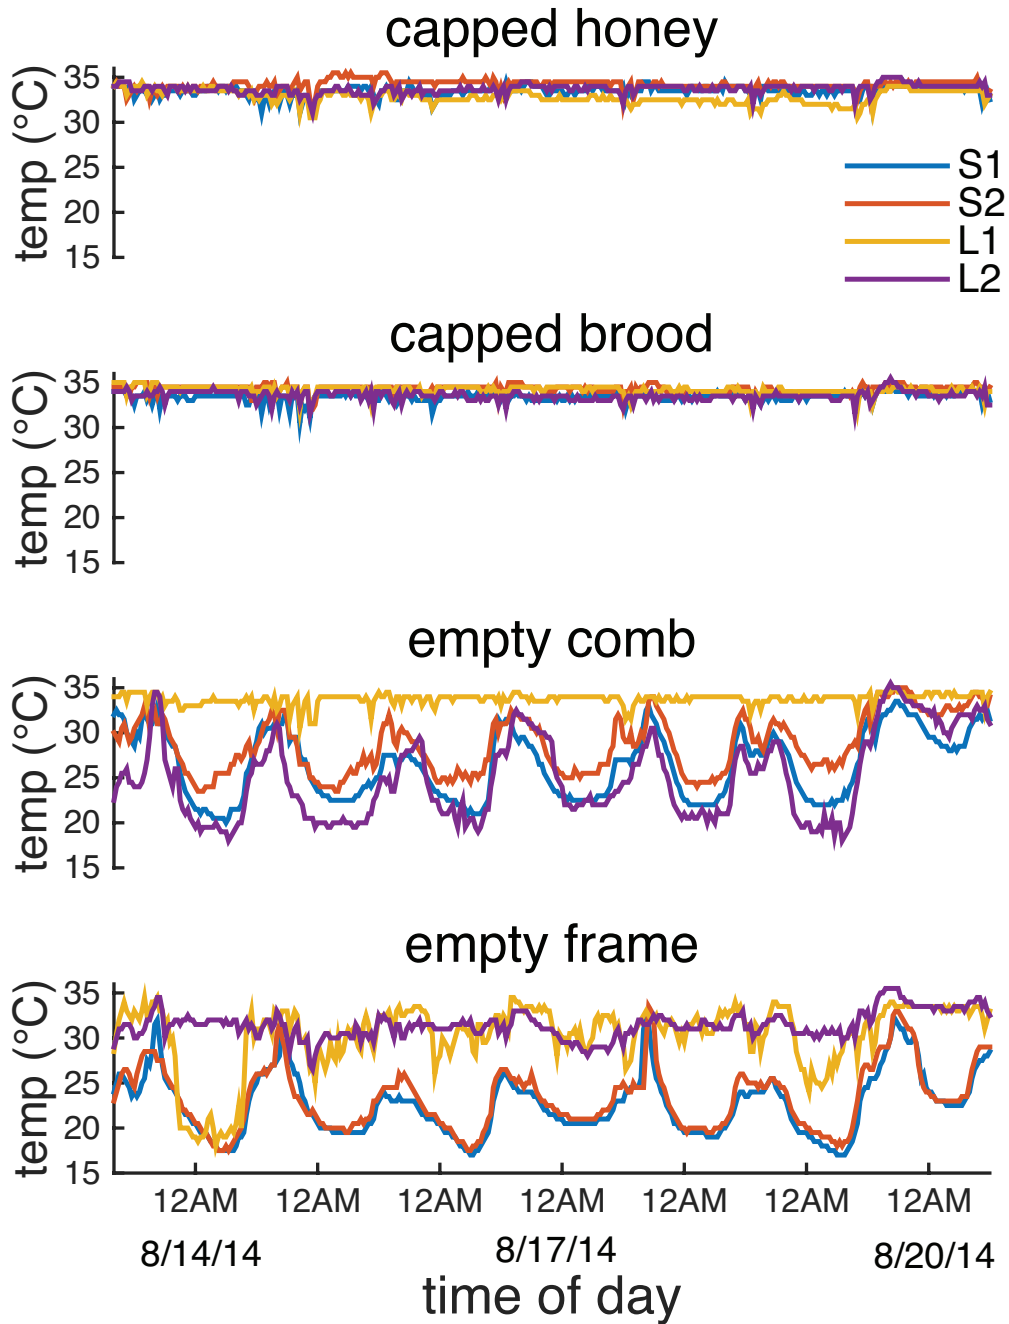 capped honey
temp (°C)
35
30
25
20
15
S1
S2
L1
L2
capped brood
temp (°C)
35
30
25
20
15
empty comb
temp (°C)
35
30
25
20
15
empty frame
temp (°C)
35
30
25
20
15
12AM 12AM 12AM 12AM 12AM 12AM 12AM
8/14/14 8/17/14 8/20/14
time of day